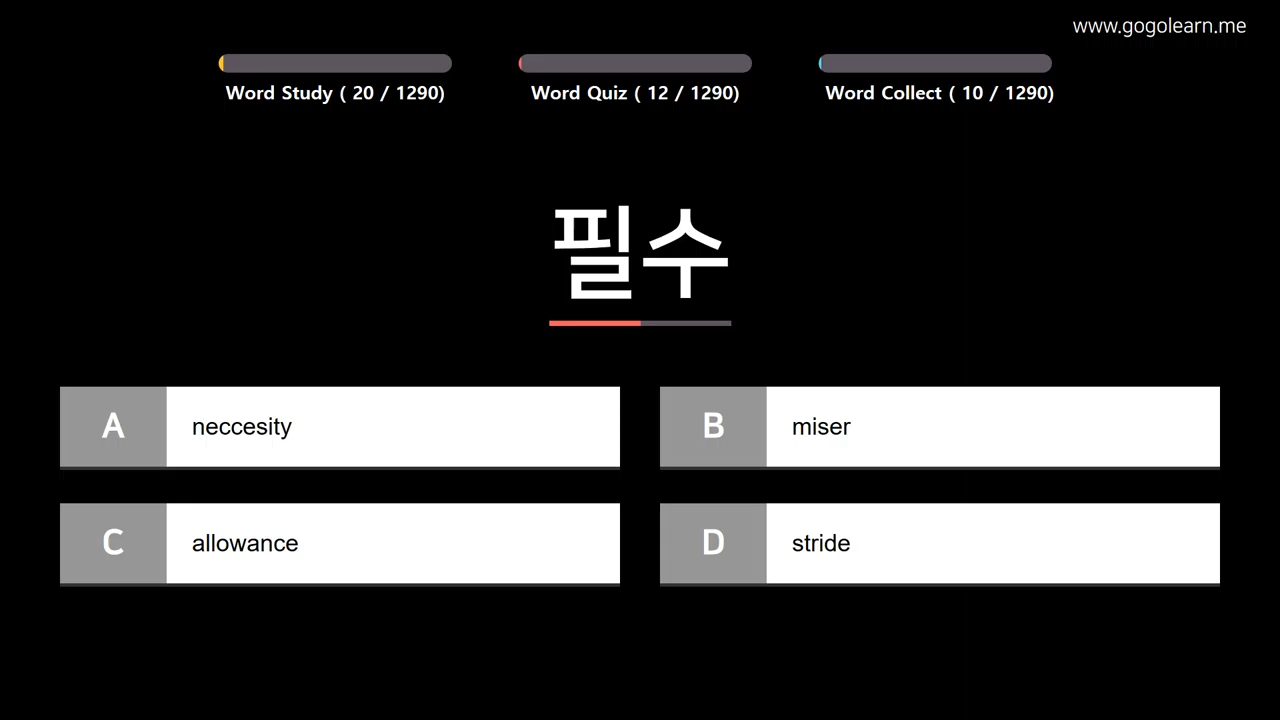 www.gogolearn.me
Word Study ( 20 / 1290)
Word Quiz ( 12 / 1290)
Word Collect ( 10 / 1290)
필수
A neccesity
B miser
C allowance
D stride